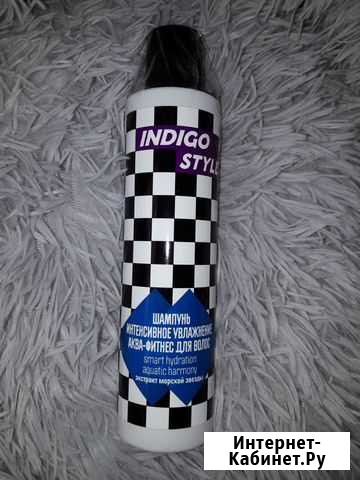 INDIGO
STYLE
ШАМПУНЬ
ИНТЕНСИВНОЕ УВЛАЖНЕНИЕ
АКВА-ФИТНЕС ДЛЯ ВОЛОС
smart hydration
aquatic harmony
экстракт морской звезды
Интернет-
Кабинет.Ру